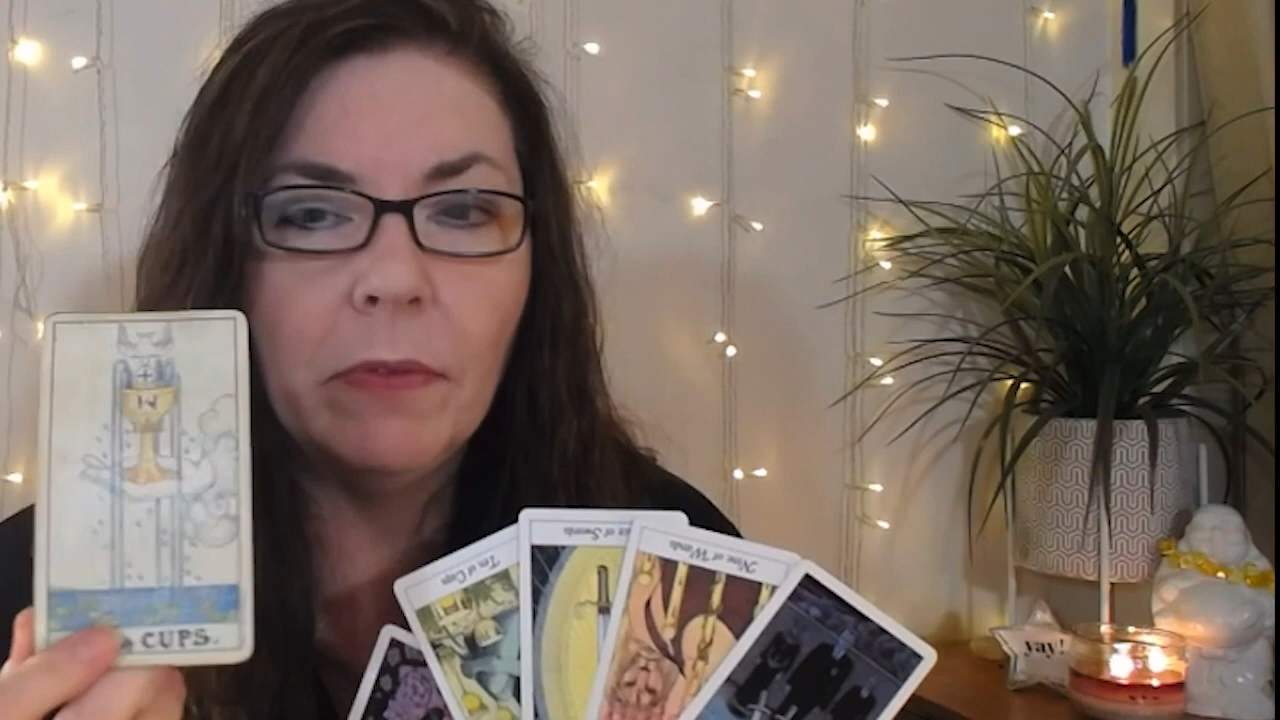 CUPS.
Ten of Cups
of Swords
Nine of Wands
yay!